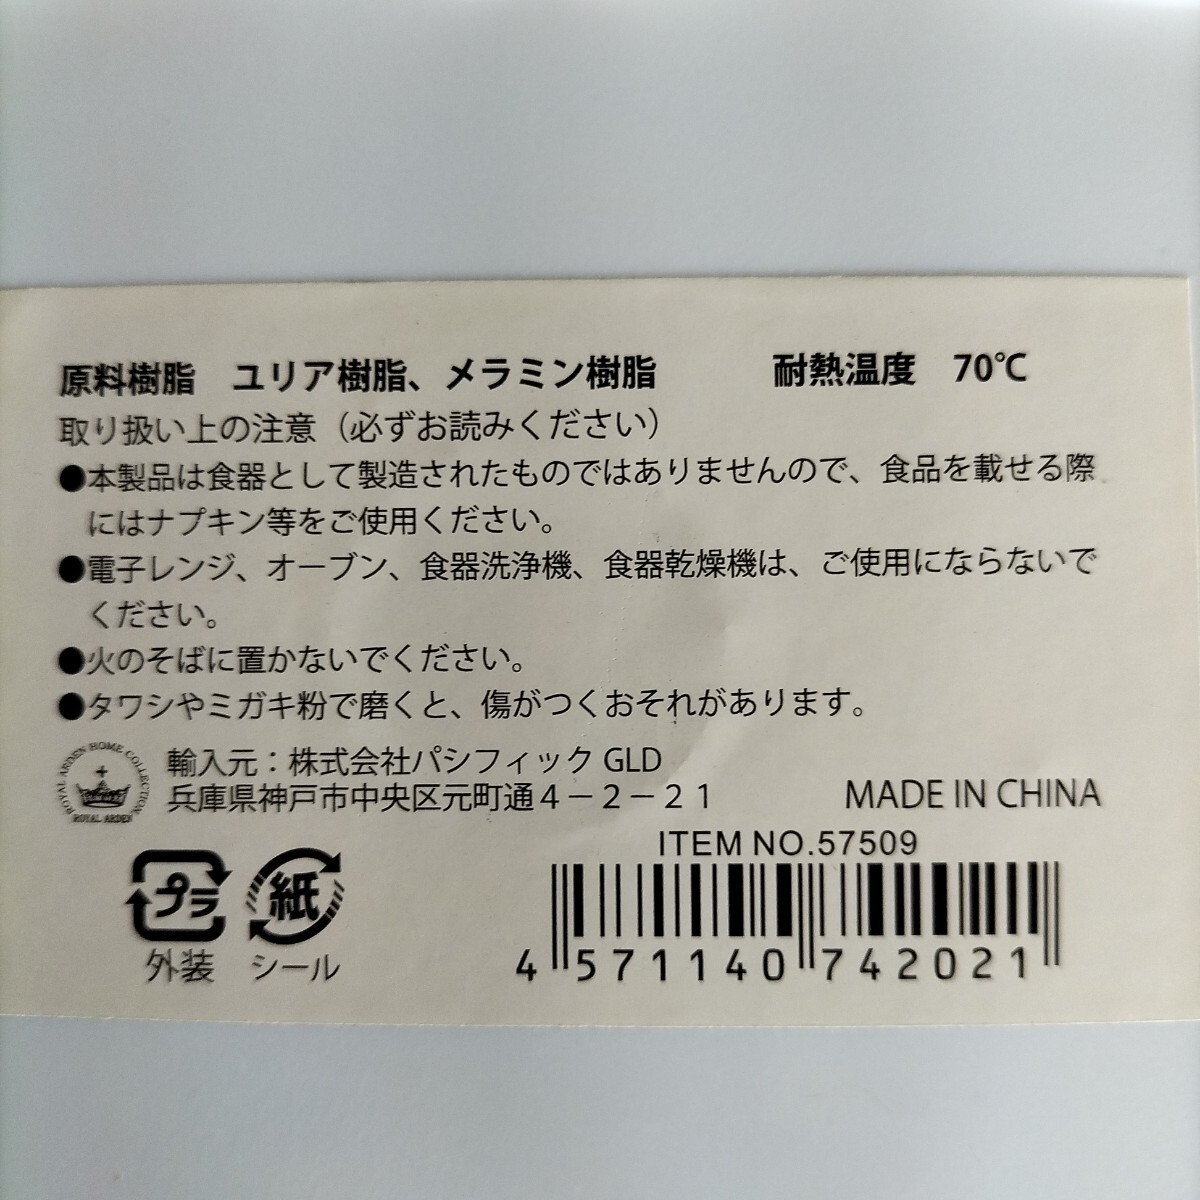 原料樹脂　ユリア樹脂、メラミン樹脂　　　耐熱温度　70℃
取り扱い上の注意（必ずお読みください）
●本製品は食器として製造されたものではありませんので、食品を載せる際
にはナプキン等をご使用ください。
●電子レンジ、オーブン、食器洗浄機、食器乾燥機は、ご使用にならないで
ください。
●火のそばに置かないでください。
●タワシやミガキ粉で磨くと、傷がつくおそれがあります。
ROYAL ARDEN HOME COLLECTION
ROYAL ARDEN
輸入元：株式会社パシフィック GLD
兵庫県神戸市中央区元町通４－２－２１
MADE IN CHINA
ITEM NO.57509
プラ
外装
紙
シール
4 571140 742021